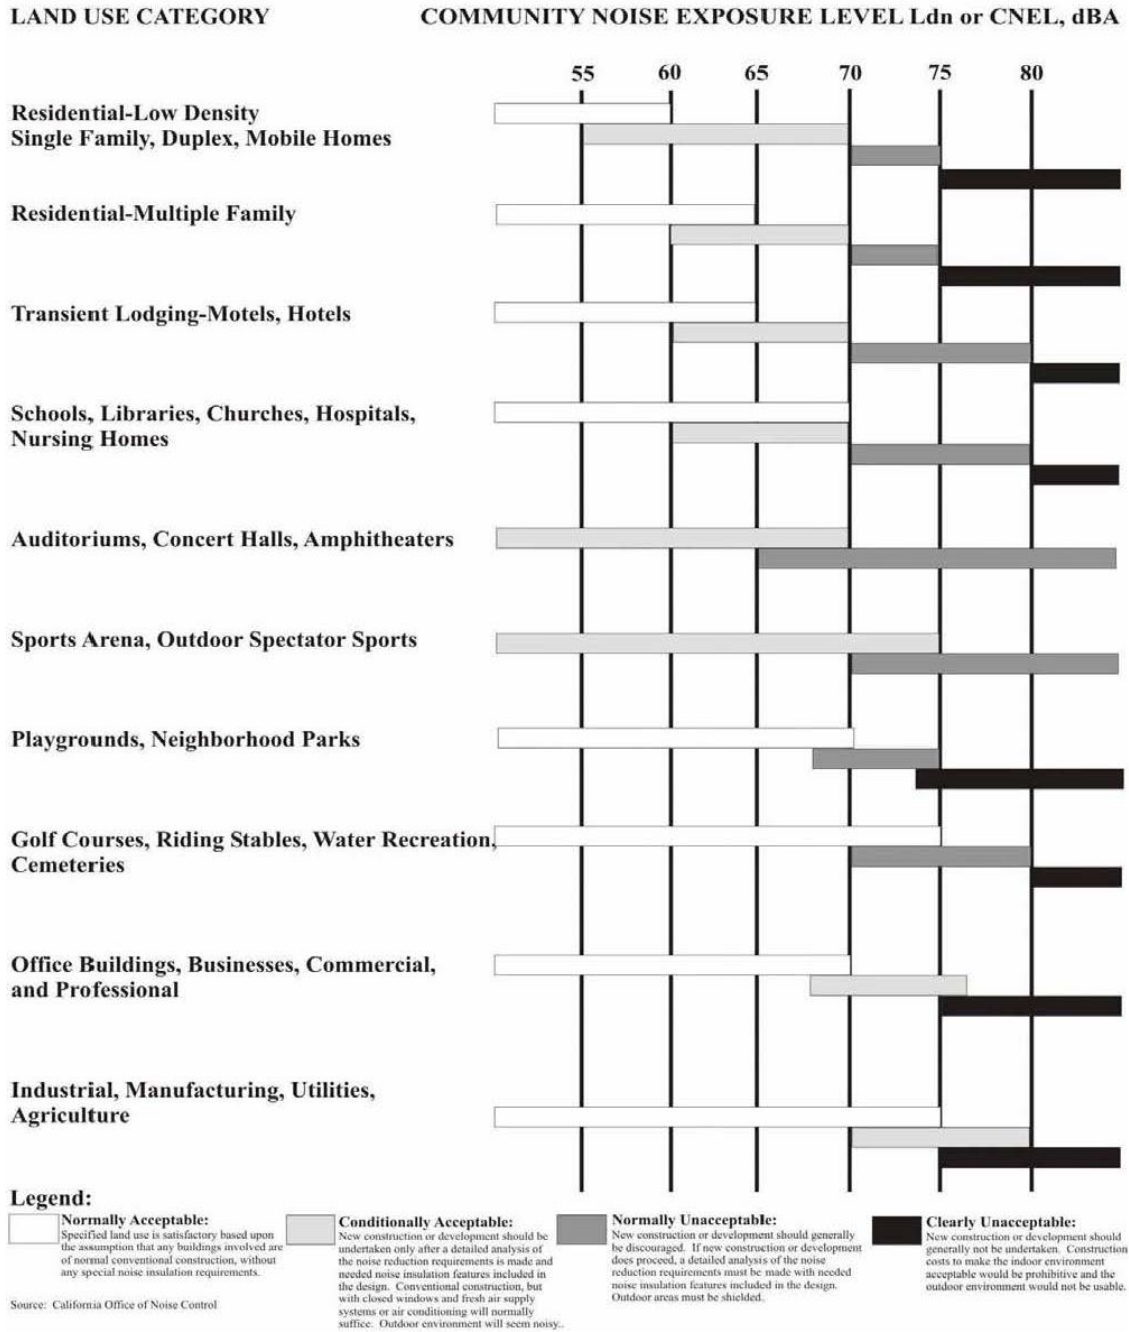 LAND USE CATEGORY
COMMUNITY NOISE EXPOSURE LEVEL Ldn or CNEL, dBA
55 60 65 70 75 80
Residential-Low Density
Single Family, Duplex, Mobile Homes
Residential-Multiple Family
Transient Lodging-Motels, Hotels
Schools, Libraries, Churches, Hospitals,
Nursing Homes
Auditoriums, Concert Halls, Amphitheaters
Sports Arena, Outdoor Spectator Sports
Playgrounds, Neighborhood Parks
Golf Courses, Riding Stables, Water Recreation,
Cemeteries
Office Buildings, Businesses, Commercial,
and Professional
Industrial, Manufacturing, Utilities,
Agriculture
Legend:
Normally Acceptable:
Specified land use is satisfactory based upon
the assumption that any buildings involved are
of normal conventional construction, without
any special noise insulation requirements.
Conditionally Acceptable:
New construction or development should be
undertaken only after a detailed analysis of
the noise reduction requirements is made and
needed noise insulation features included in
the design. Conventional construction, but
with closed windows and fresh air supply
systems or air conditioning will normally
suffice. Outdoor environment will seem noisy..
Normally Unacceptable:
New construction or development should generally
be discouraged. If new construction or development
does proceed, a detailed analysis of the noise
reduction requirements must be made with needed
noise insulation features included in the design.
Outdoor areas must be shielded.
Clearly Unacceptable:
New construction or development should
generally not be undertaken. Construction
costs to make the indoor environment
acceptable would be prohibitive and the
outdoor environment would not be usable.
Source: California Office of Noise Control